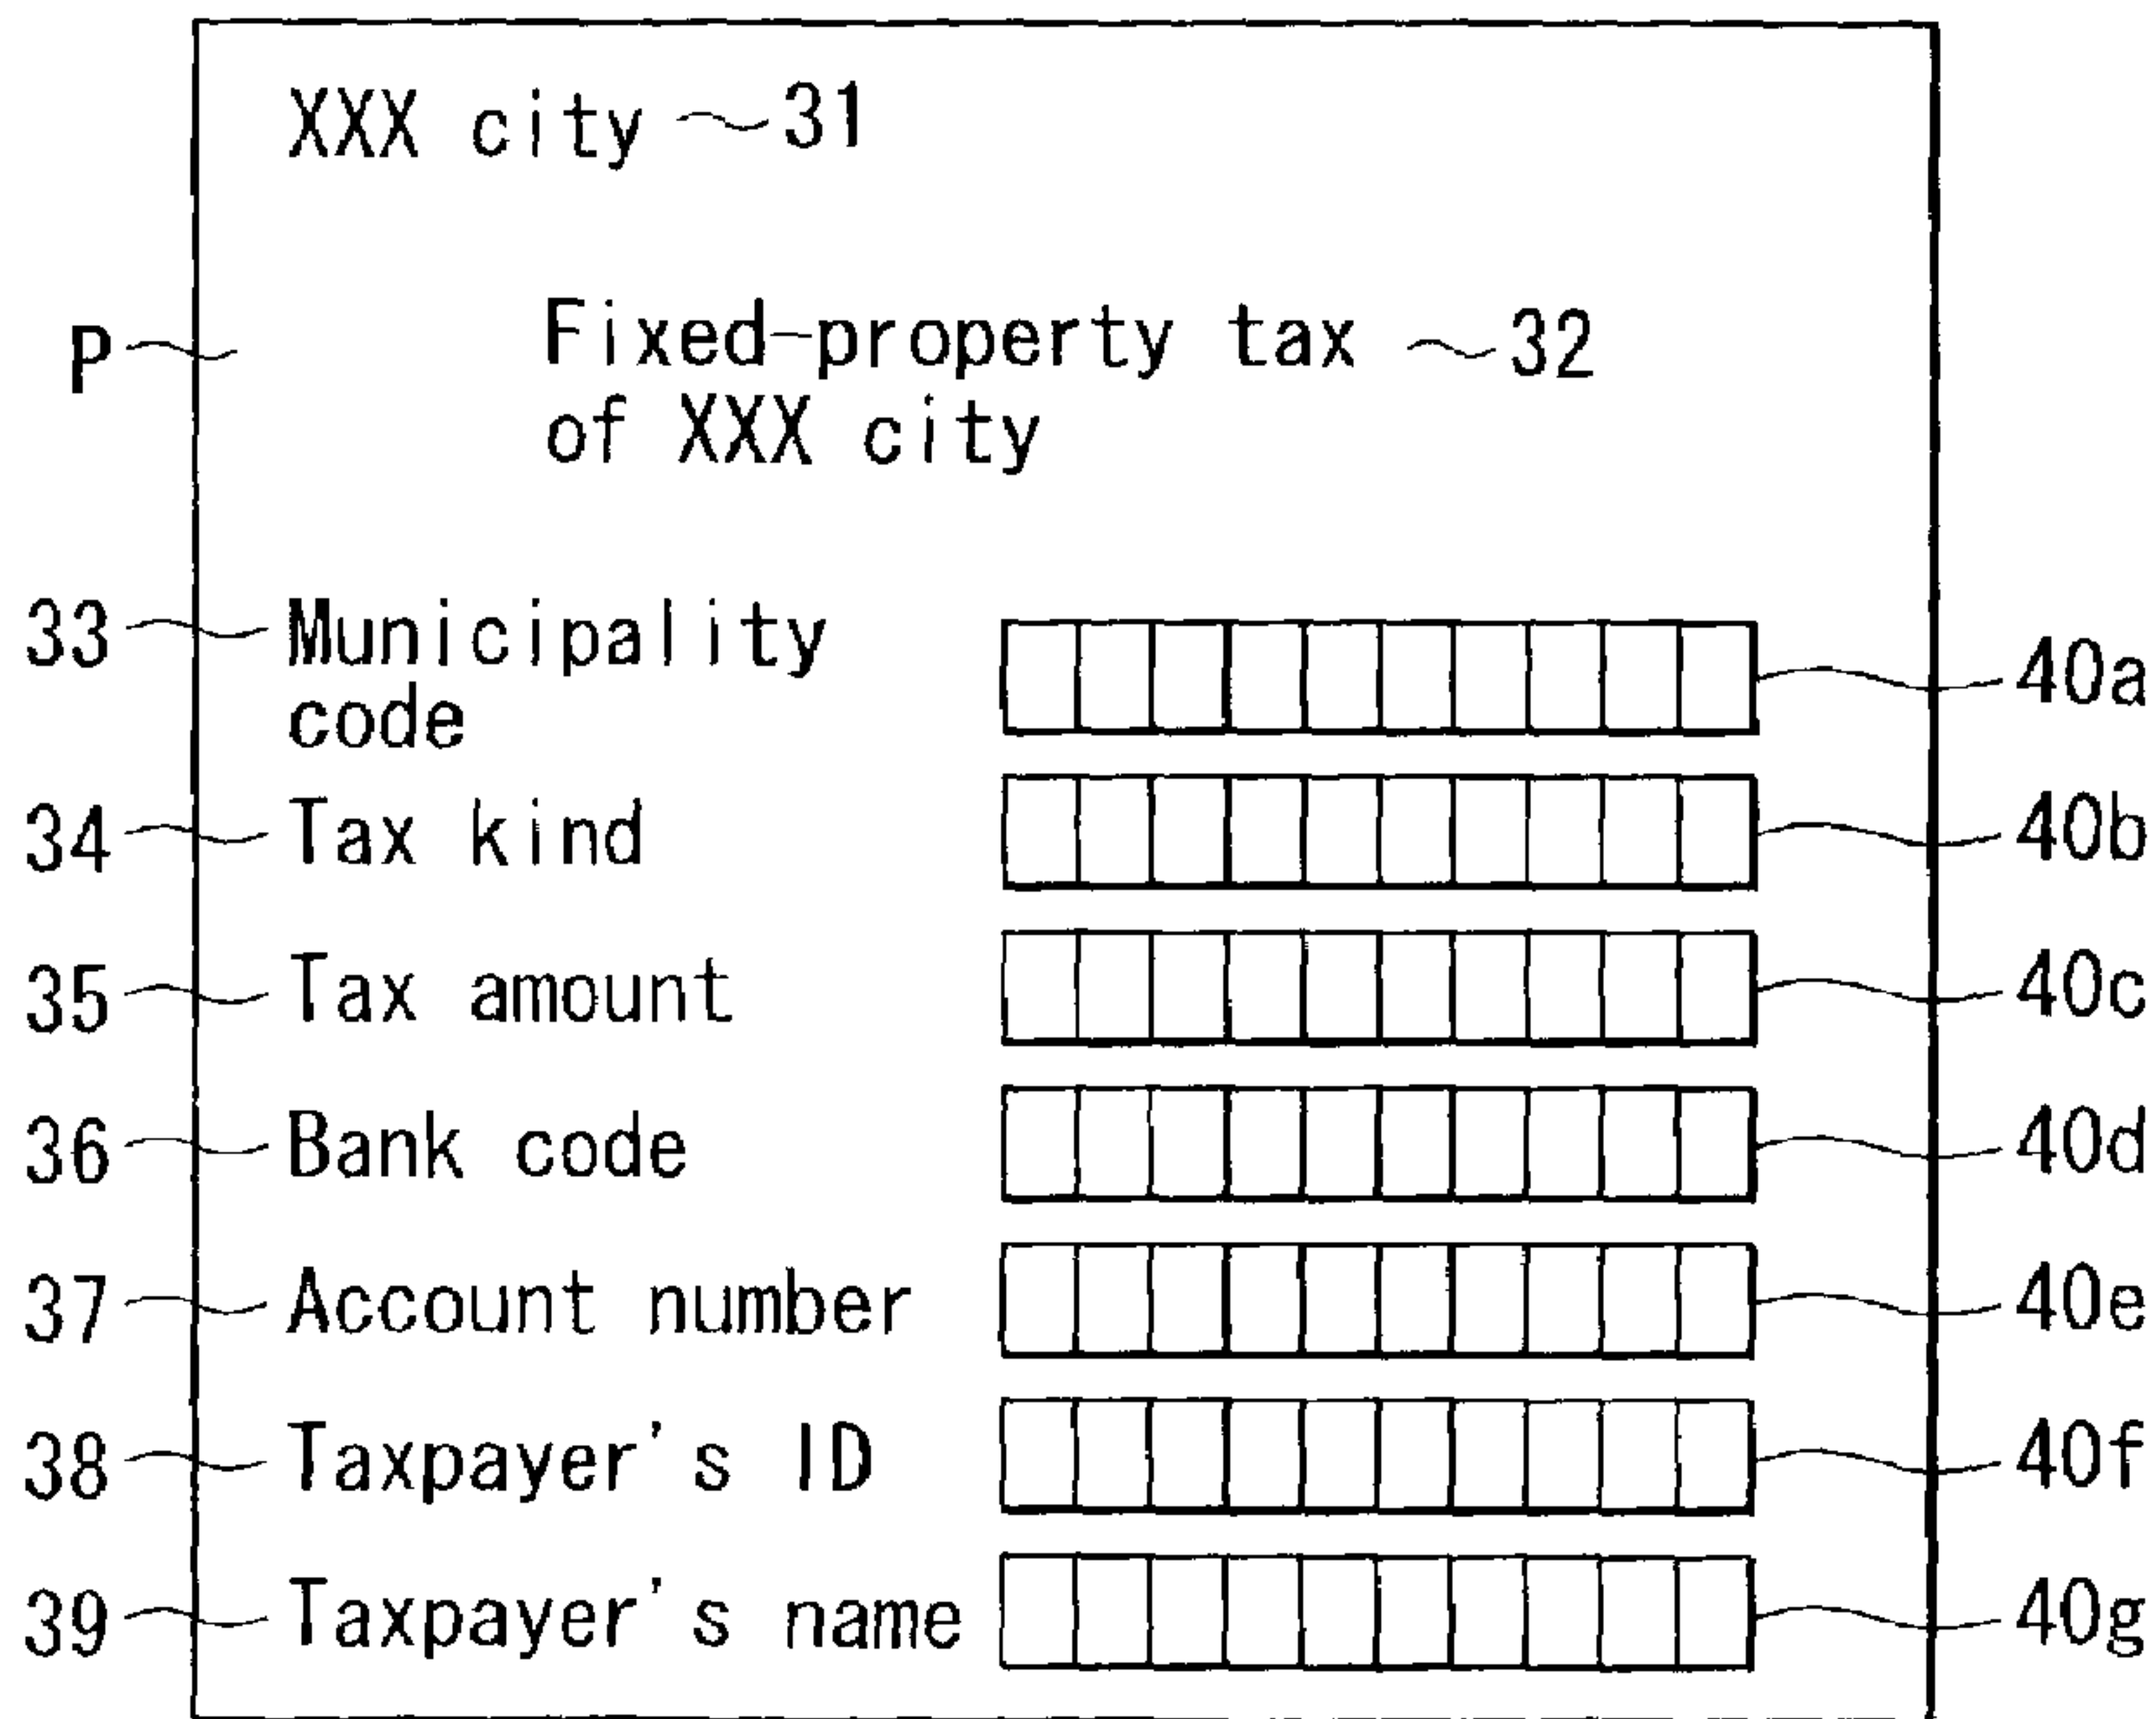 XXX city 31
P Fixed-property tax 32
of XXX city
33 Municipality 40a
code
34 Tax kind 40b
35 Tax amount 40c
36 Bank code 40d
37 Account number 40e
38 Taxpayer's ID 40f
39 Taxpayer's name 40g